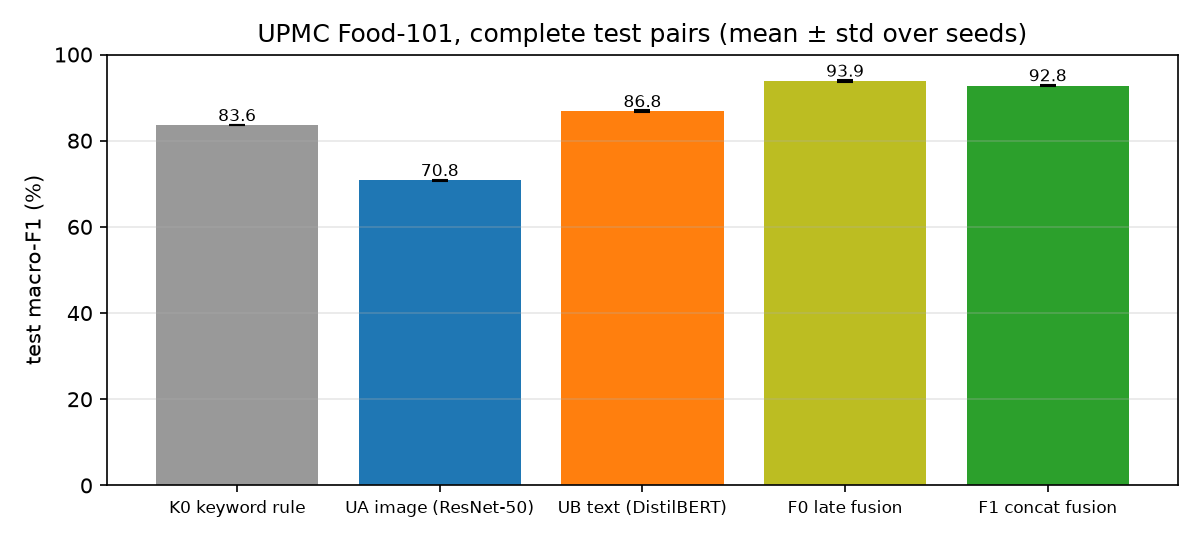 UPMC Food-101, complete test pairs (mean ± std over seeds)
test macro-F1 (%)
100
80
60
40
20
0
83.6
70.8
86.8
93.9
92.8
K0 keyword rule
UA image (ResNet-50)
UB text (DistilBERT)
F0 late fusion
F1 concat fusion